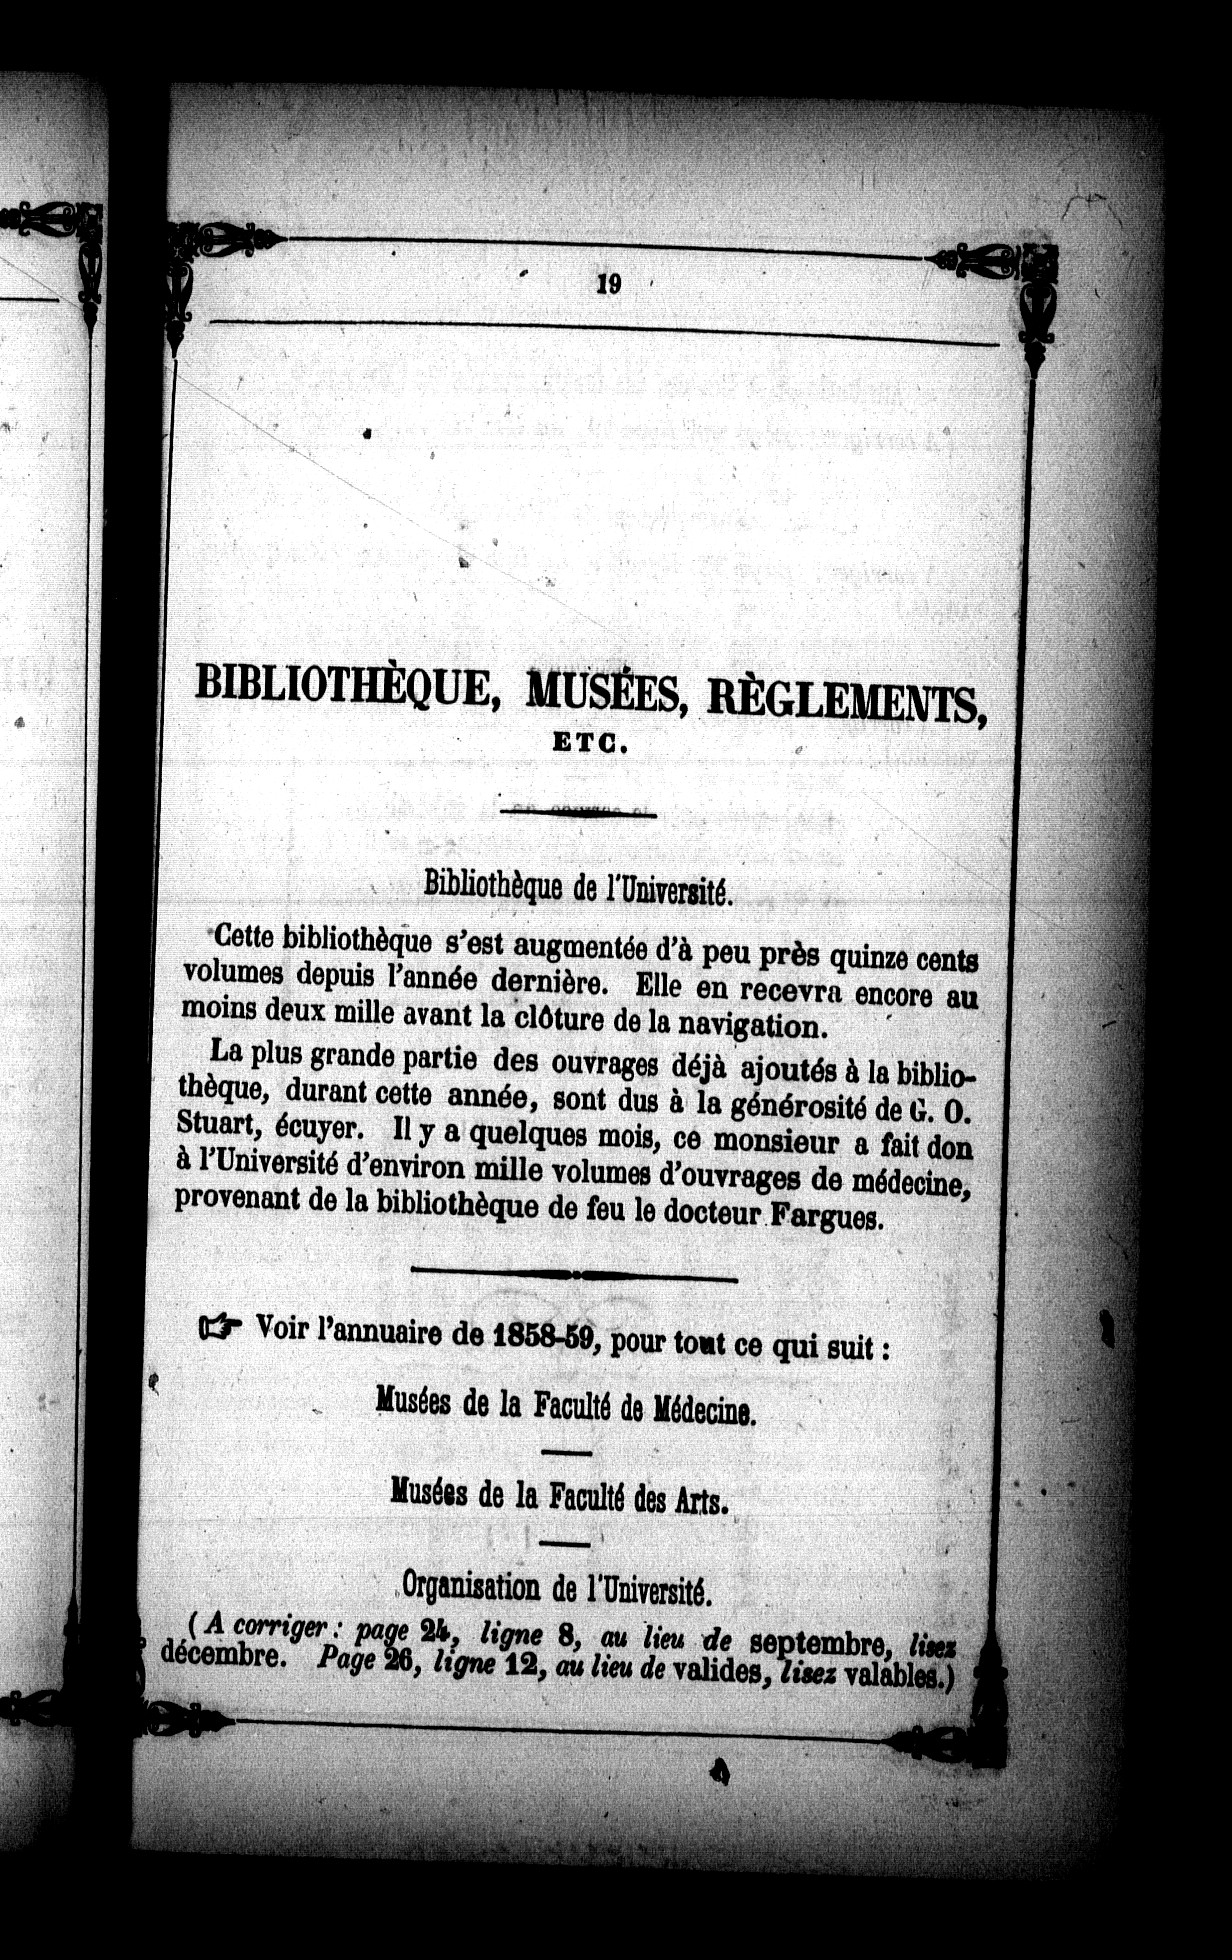 19
BIBLIOTHÈQUE, MUSÉES, RÈGLEMENTS,
ETC.
Bibliothèque de l'Université.
Cette bibliothèque s'est augmentée d'à peu près quinze cents
volumes depuis l'année dernière. Elle en recevra encore au
moins deux mille avant la clôture de la navigation.
La plus grande partie des ouvrages déjà ajoutés à la biblio-
thèque, durant cette année, sont dus à la générosité de G. O.
Stuart, écuyer. Il y a quelques mois, ce monsieur a fait don
à l'Université d'environ mille volumes d'ouvrages de médecine,
provenant de la bibliothèque de feu le docteur Fargues.
☞ Voir l'annuaire de 1858-59, pour tout ce qui suit :
Musées de la Faculté de Médecine.
Musées de la Faculté des Arts.
Organisation de l'Université.
(A corriger : page 24, ligne 8, au lieu de septembre, lisez
décembre. Page 26, ligne 12, au lieu de valides, lisez valables.)